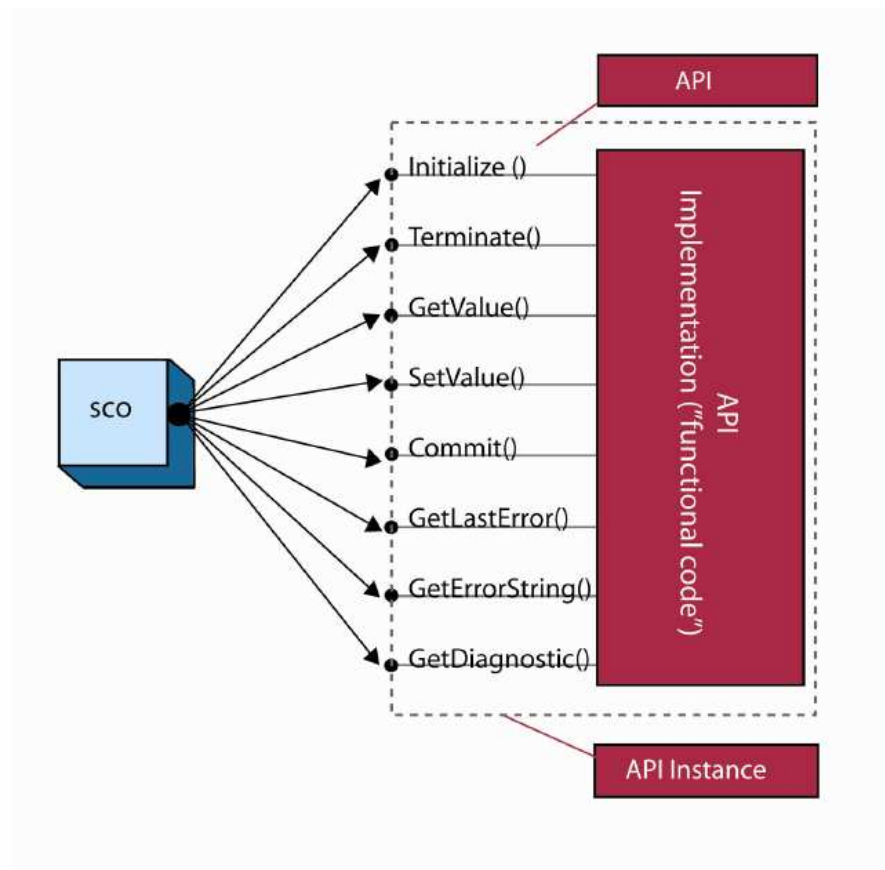 API
Initialize ()
Terminate()
GetValue()
SetValue()
Commit()
GetLastError()
GetErrorString()
GetDiagnostic()
SCO
API
Implementation ("functional code")
API Instance